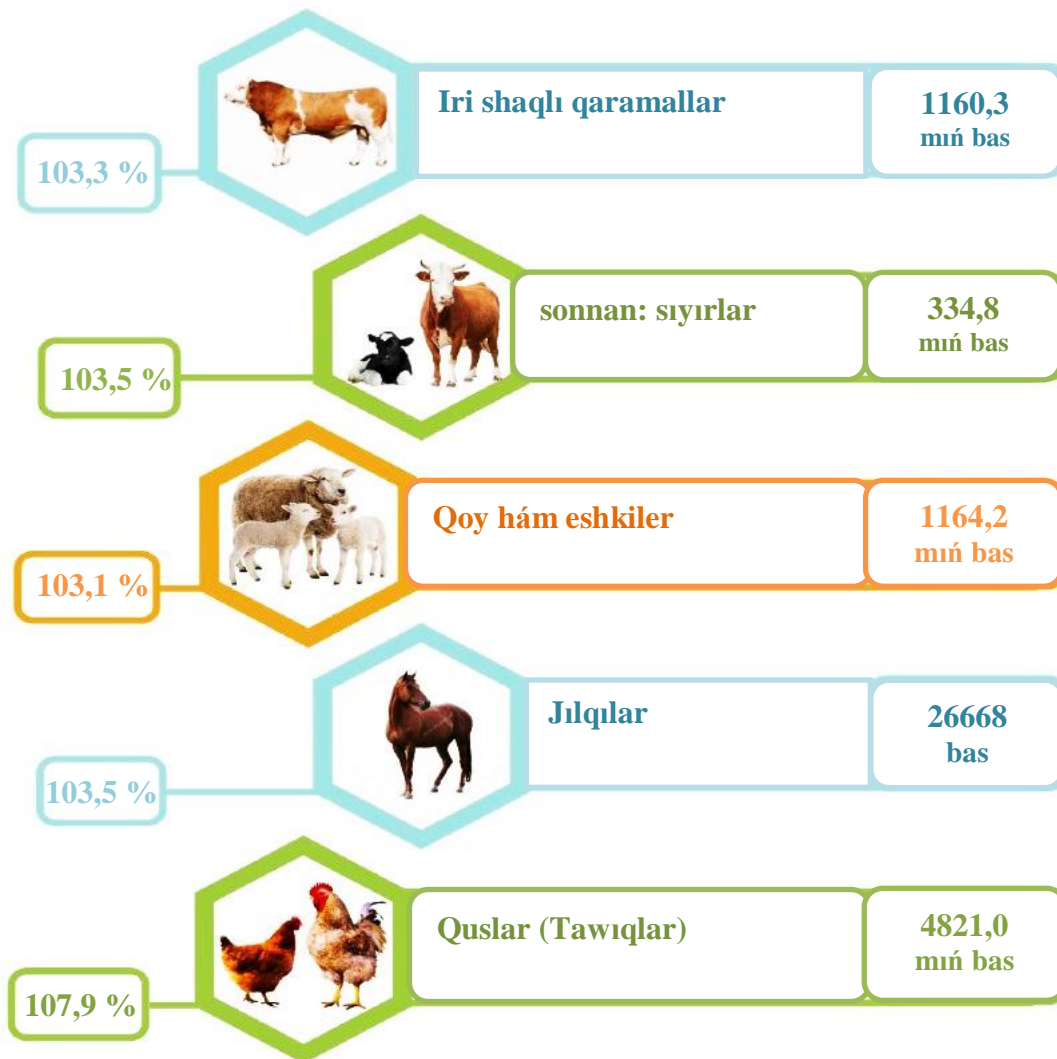 Iri shaqlı qaramallar
1160,3
mıń bas
103,3 %
sonnan: sıyırlar
334,8
mıń bas
103,5 %
Qoy hám eshkiler
1164,2
mıń bas
103,1 %
Jılqılar
26668
bas
103,5 %
Quslar (Tawıqlar)
4821,0
mıń bas
107,9 %